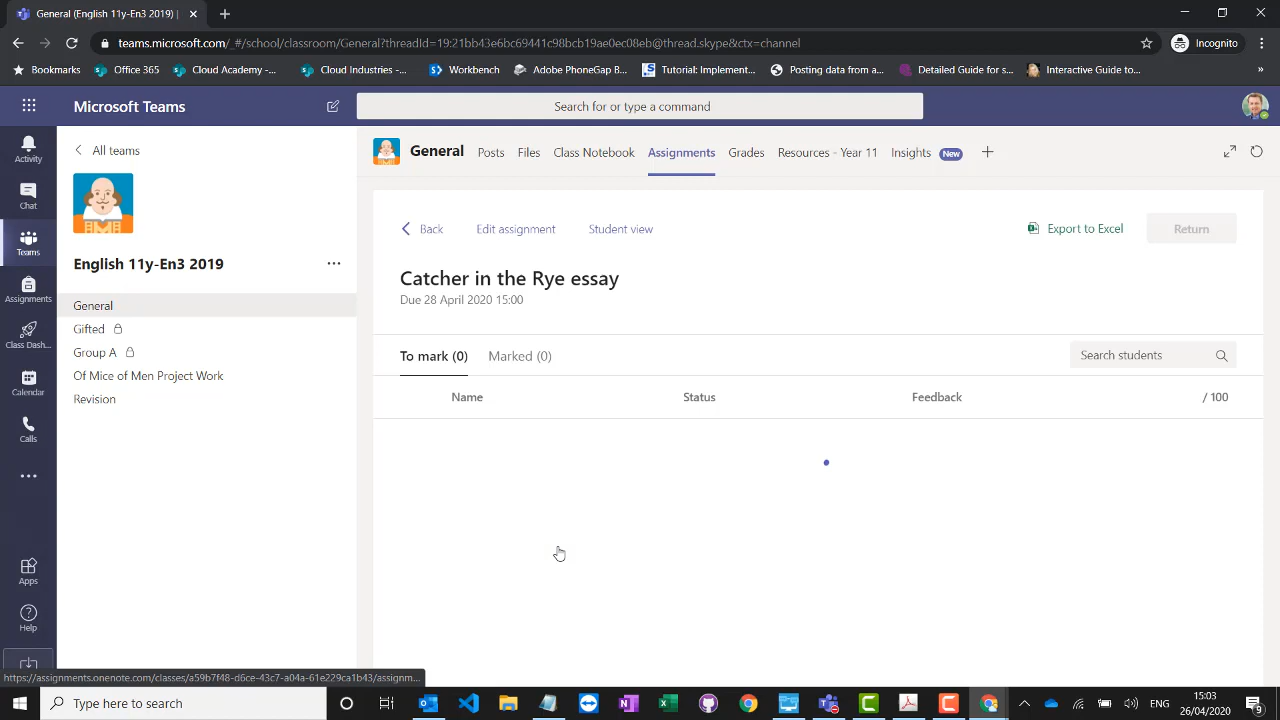 General (English 11y-En3 2019) |
teams.microsoft.com/_#/school/classroom/General?threadId=19:21bb43e6bc69441c98bcb19ae0ec08eb@thread.skype&ctx=channel
Incognito
Bookmarks
Office 365
Cloud Academy -...
Cloud Industries -...
Workbench
Adobe PhoneGap B...
Tutorial: Implemen...
Posting data from a...
Detailed Guide for s...
Interactive Guide to...
»
Microsoft Teams
Search for or type a command
Activity
Chat
Teams
Assignments
Class Dash...
Calendar
Calls
Apps
Help
All teams
English 11y-En3 2019
General
Gifted
Group A
Of Mice of Men Project Work
Revision
General
Posts
Files
Class Notebook
Assignments
Grades
Resources - Year 11
Insights
New
Back
Edit assignment
Student view
Export to Excel
Return
Catcher in the Rye essay
Due 28 April 2020 15:00
To mark (0)
Marked (0)
Search students
Name
Status
Feedback
/ 100
https://assignments.onenote.com/classes/a59b7f48-d6ce-43c7-a04a-61e229ca1b43/assignm...
Type here to search
ENG
15:03
26/04/2020